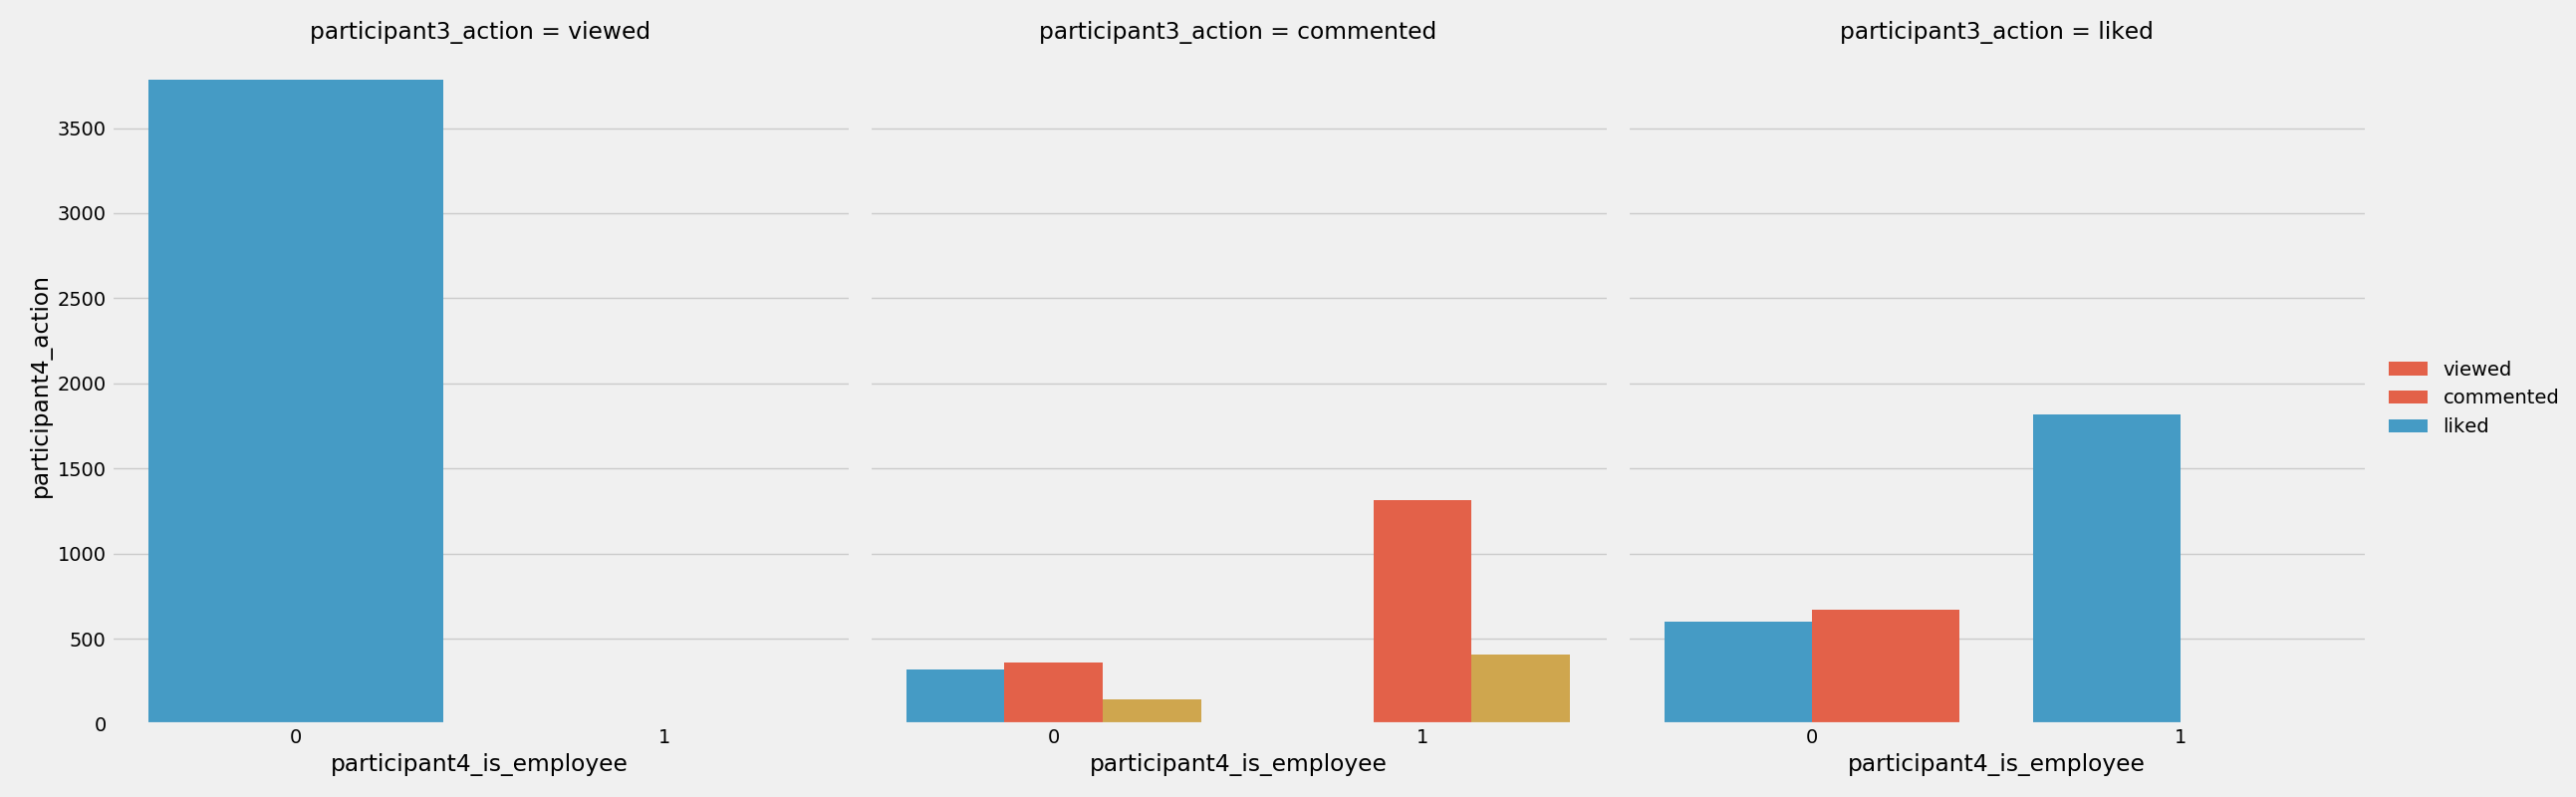 participant3_action = viewed
participant3_action = commented
participant3_action = liked
participant4_action
3500
3000
2500
2000
1500
1000
500
0
0 1
participant4_is_employee
0 1
participant4_is_employee
0 1
participant4_is_employee
viewed
commented
liked